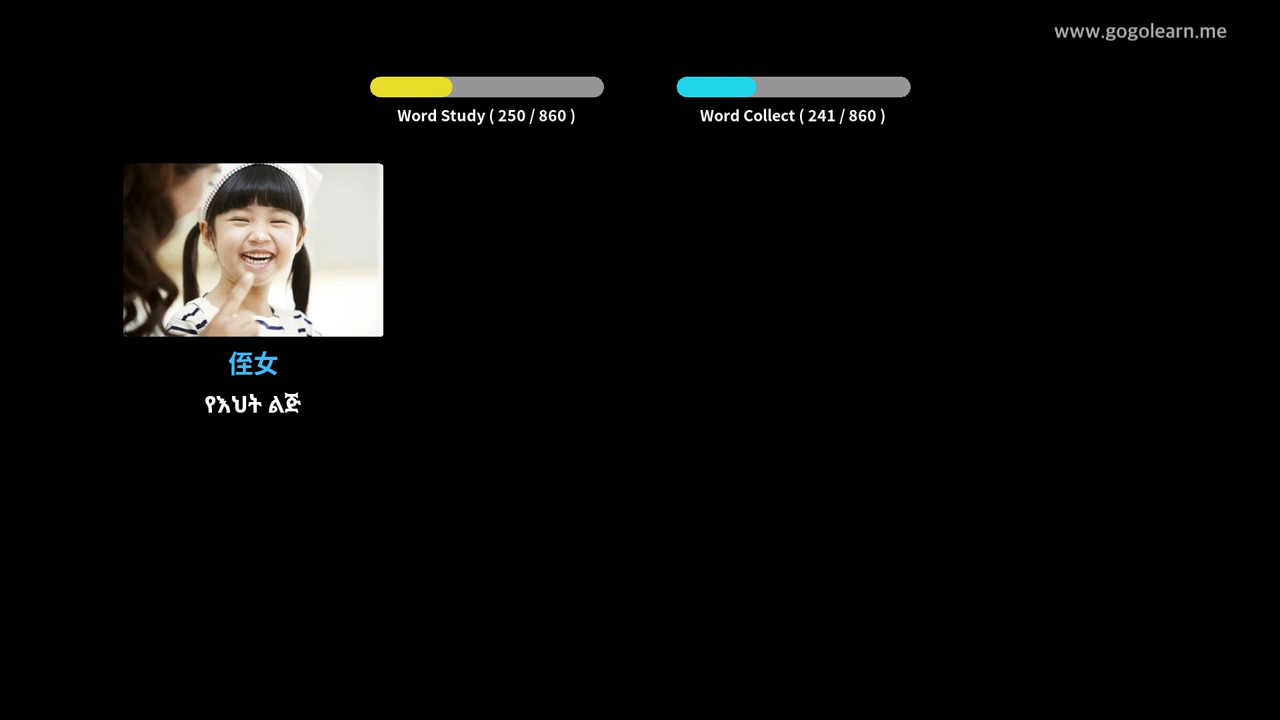 www.gogolearn.me
Word Study ( 250 / 860 )
Word Collect ( 241 / 860 )
侄女
የእህት ልጅ